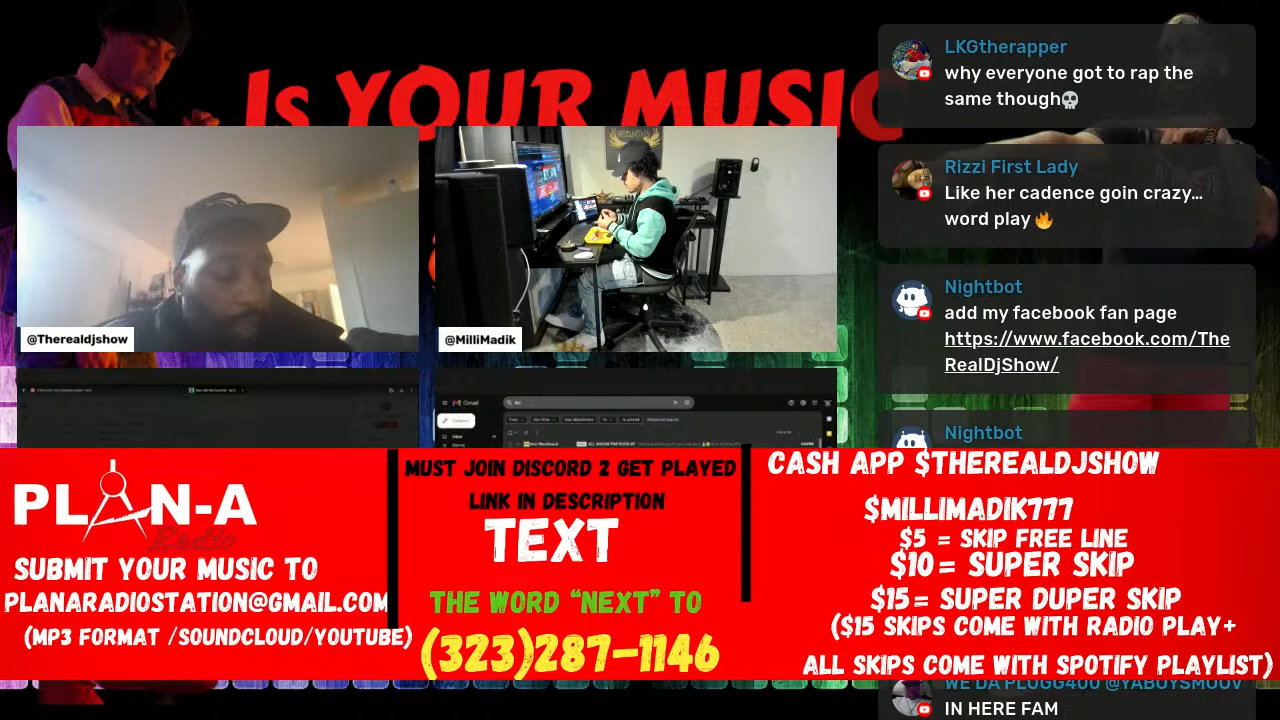 Is YOUR MUSIC
@Therealdjshow
@MilliMadik
Gmail
LKGtherapper
why everyone got to rap the
same though💀
Rizzi First Lady
Like her cadence goin crazy…
word play 🔥
Nightbot
add my facebook fan page
https://www.facebook.com/The
RealDjShow/
Nightbot
PLAN-A
Radio
SUBMIT YOUR MUSIC TO
PLANARADIOSTATION@GMAIL.COM
(MP3 FORMAT /SOUNDCLOUD/YOUTUBE)
MUST JOIN DISCORD 2 GET PLAYED
LINK IN DESCRIPTION
TEXT
THE WORD “NEXT” TO
(323)287-1146
CASH APP $THEREALDJSHOW
$MILLIMADIK777
$5 = SKIP FREE LINE
$10 = SUPER SKIP
$15 = SUPER DUPER SKIP
($15 SKIPS COME WITH RADIO PLAY+
ALL SKIPS COME WITH SPOTIFY PLAYLIST)
WE DA PLUGG400 @YABOYSMOOV
IN HERE FAM